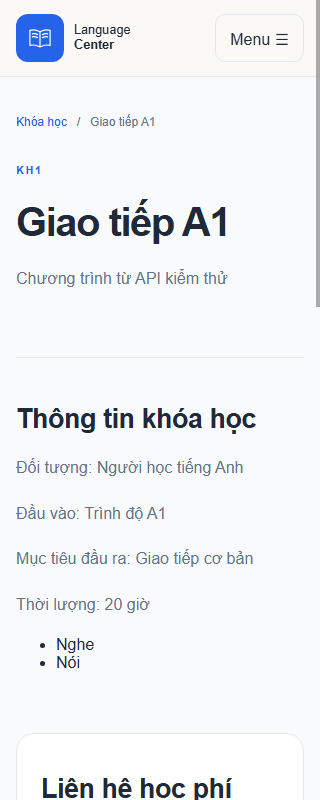 Language
Center
Menu ☰
Khóa học / Giao tiếp A1
KH1
Giao tiếp A1
Chương trình từ API kiểm thử
Thông tin khóa học
Đối tượng: Người học tiếng Anh
Đầu vào: Trình độ A1
Mục tiêu đầu ra: Giao tiếp cơ bản
Thời lượng: 20 giờ
Nghe
Nói
Liên hệ học phí